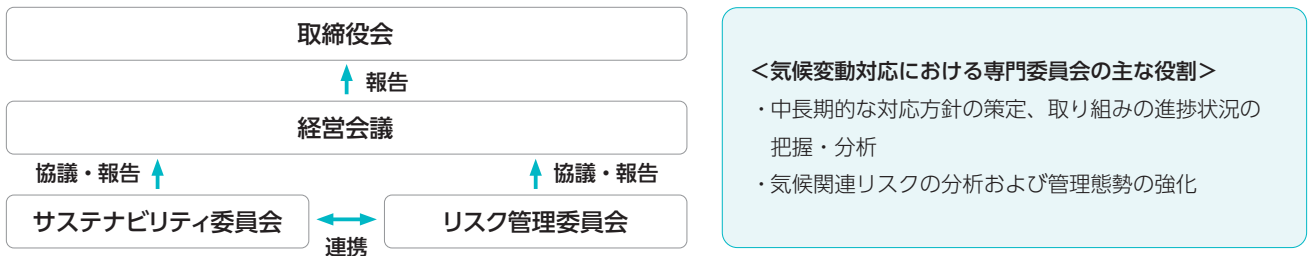 取締役会
報告
経営会議
協議・報告
協議・報告
サステナビリティ委員会
リスク管理委員会
連携
＜気候変動対応における専門委員会の主な役割＞
・中長期的な対応方針の策定、取り組みの進捗状況の
把握・分析
・気候関連リスクの分析および管理態勢の強化